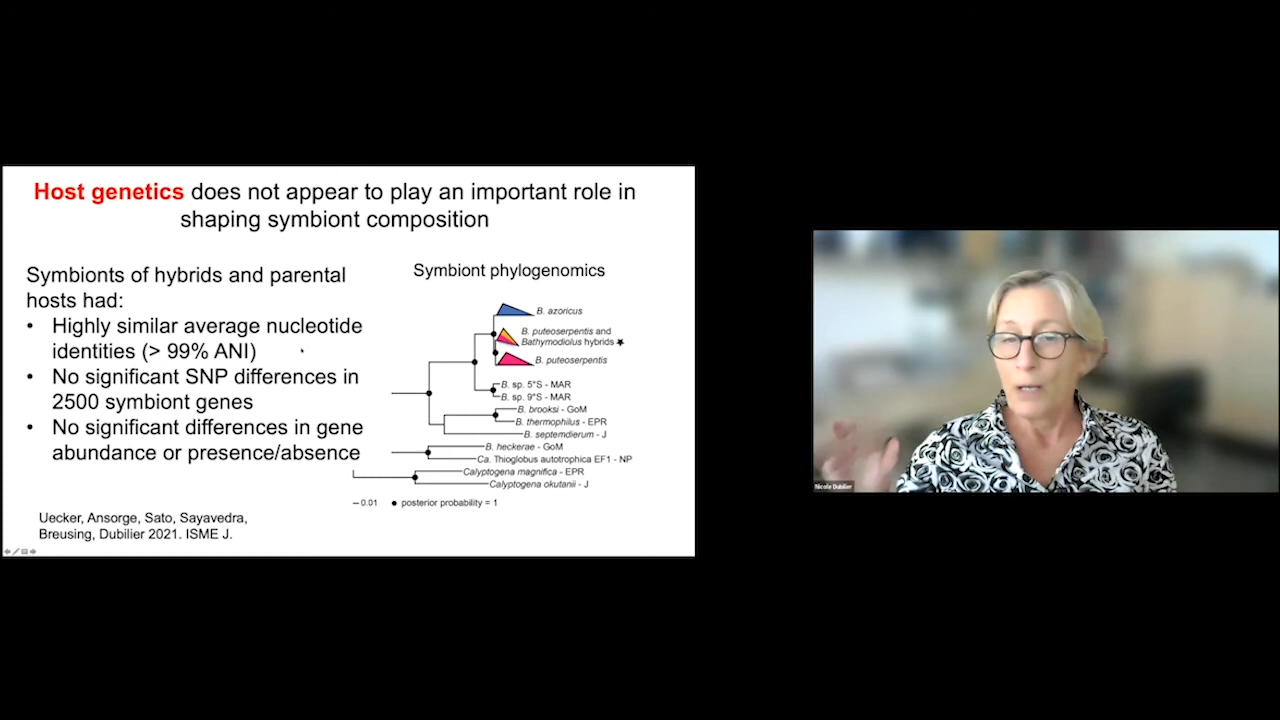 Host genetics does not appear to play an important role in
shaping symbiont composition
Symbionts of hybrids and parental
hosts had:
• Highly similar average nucleotide
identities (> 99% ANI)
• No significant SNP differences in
2500 symbiont genes
• No significant differences in gene
abundance or presence/absence
Uecker, Ansorge, Sato, Sayavedra,
Breusing, Dubilier 2021. ISME J.
Symbiont phylogenomics
B. azoricus
B. puteoserpentis and
Bathymodiolus hybrids ★
B. puteoserpentis
B. sp. 5°S - MAR
B. sp. 9°S - MAR
B. brooksi - GoM
B. thermophilus - EPR
B. septemdierum - J
B. heckerae - GoM
Ca. Thioglobus autotrophica EF1 - NP
Calyptogena magnifica - EPR
Calyptogena okutanii - J
0.01 ● posterior probability = 1
Nicole Dubilier